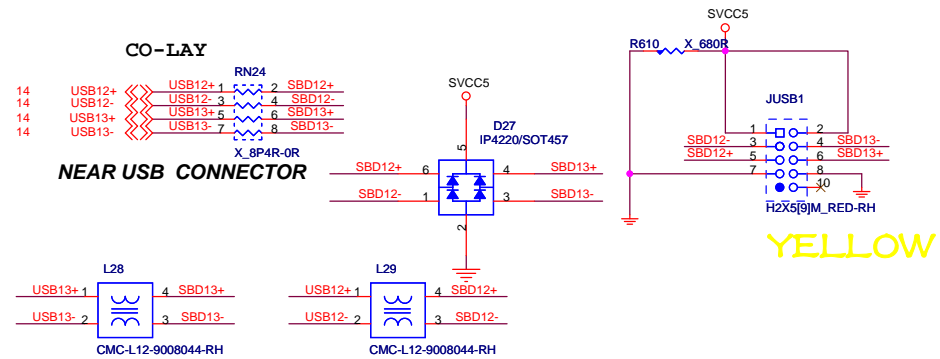 CO-LAY
RN24
14 USB12+ USB12+ 1 2 SBD12+
14 USB12- USB12- 3 4 SBD12-
14 USB13+ USB13+ 5 6 SBD13+
14 USB13- USB13- 7 8 SBD13-
X_8P4R-0R
NEAR USB CONNECTOR
SVCC5
D27
IP4220/SOT457
5
SBD12+ 6 4 SBD13+
SBD12- 1 3 SBD13-
2
SVCC5
R610 X_680R
JUSB1
1 2
SBD12- 3 4 SBD13-
SBD12+ 5 6 SBD13+
7 8
10
H2X5[9]M_RED-RH
YELLOW
L28
USB13+ 1 4 SBD13+
USB13- 2 3 SBD13-
CMC-L12-9008044-RH
L29
USB12+ 1 4 SBD12+
USB12- 2 3 SBD12-
CMC-L12-9008044-RH